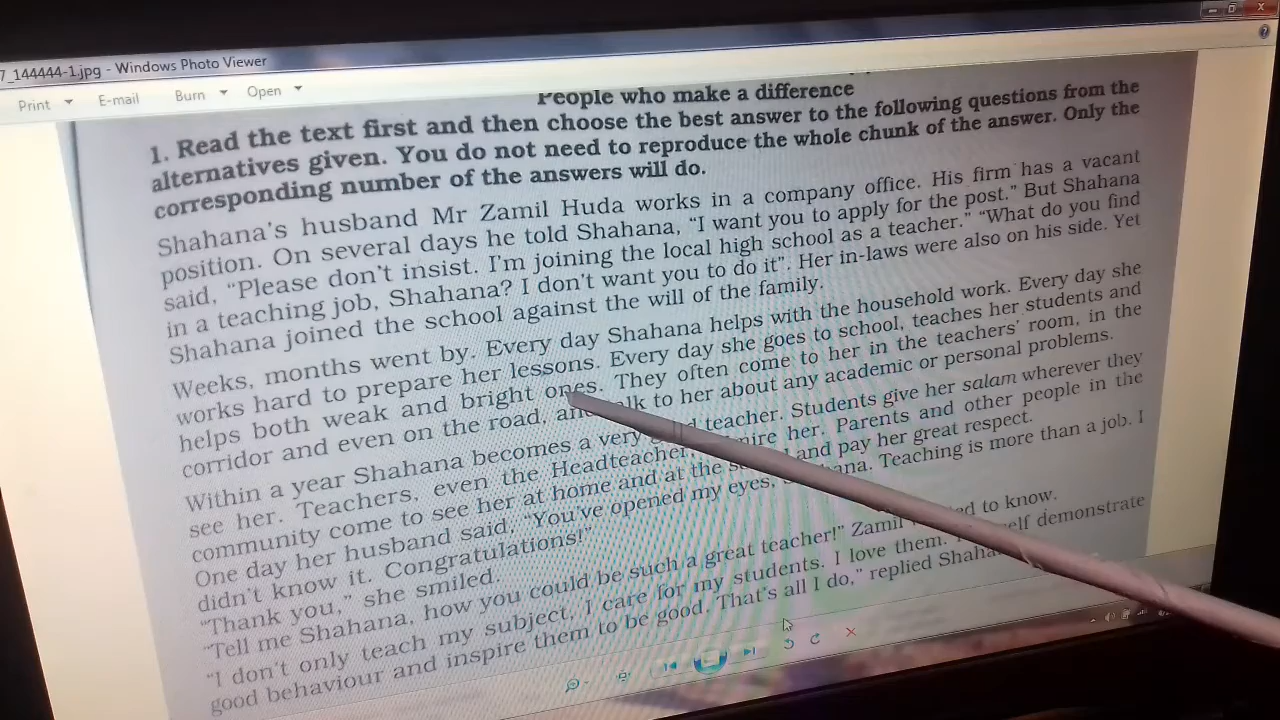 7_144444-1.jpg - Windows Photo Viewer
Print E-mail Burn Open
People who make a difference
1. Read the text first and then choose the best answer to the following questions from the
alternatives given. You do not need to reproduce the whole chunk of the answer. Only the
corresponding number of the answers will do.
Shahana's husband Mr Zamil Huda works in a company office. His firm has a vacant
position. On several days he told Shahana, "I want you to apply for the post." But Shahana
said, "Please don't insist. I'm joining the local high school as a teacher." "What do you find
in a teaching job, Shahana? I don't want you to do it". Her in-laws were also on his side. Yet
Shahana joined the school against the will of the family.
Weeks, months went by. Every day Shahana helps with the household work. Every day she
works hard to prepare her lessons. Every day she goes to school, teaches her students and
helps both weak and bright ones. They often come to her in the teachers' room, in the
corridor and even on the road, and talk to her about any academic or personal problems.
Within a year Shahana becomes a very teacher. Students give her salam wherever they
see her. Teachers, even the Headteacher her. Parents and other people in the
community come to see her at home and at the and pay her great respect.
One day her husband said, "You've opened my eyes, Teaching is more than a job. I
didn't know it. Congratulations!"
"Thank you," she smiled.
"Tell me Shahana, how you could be such a great teacher!" Zamil to know.
"I don't only teach my subject, I care for my students. I love them. demonstrate
good behaviour and inspire them to be good. That's all I do," replied